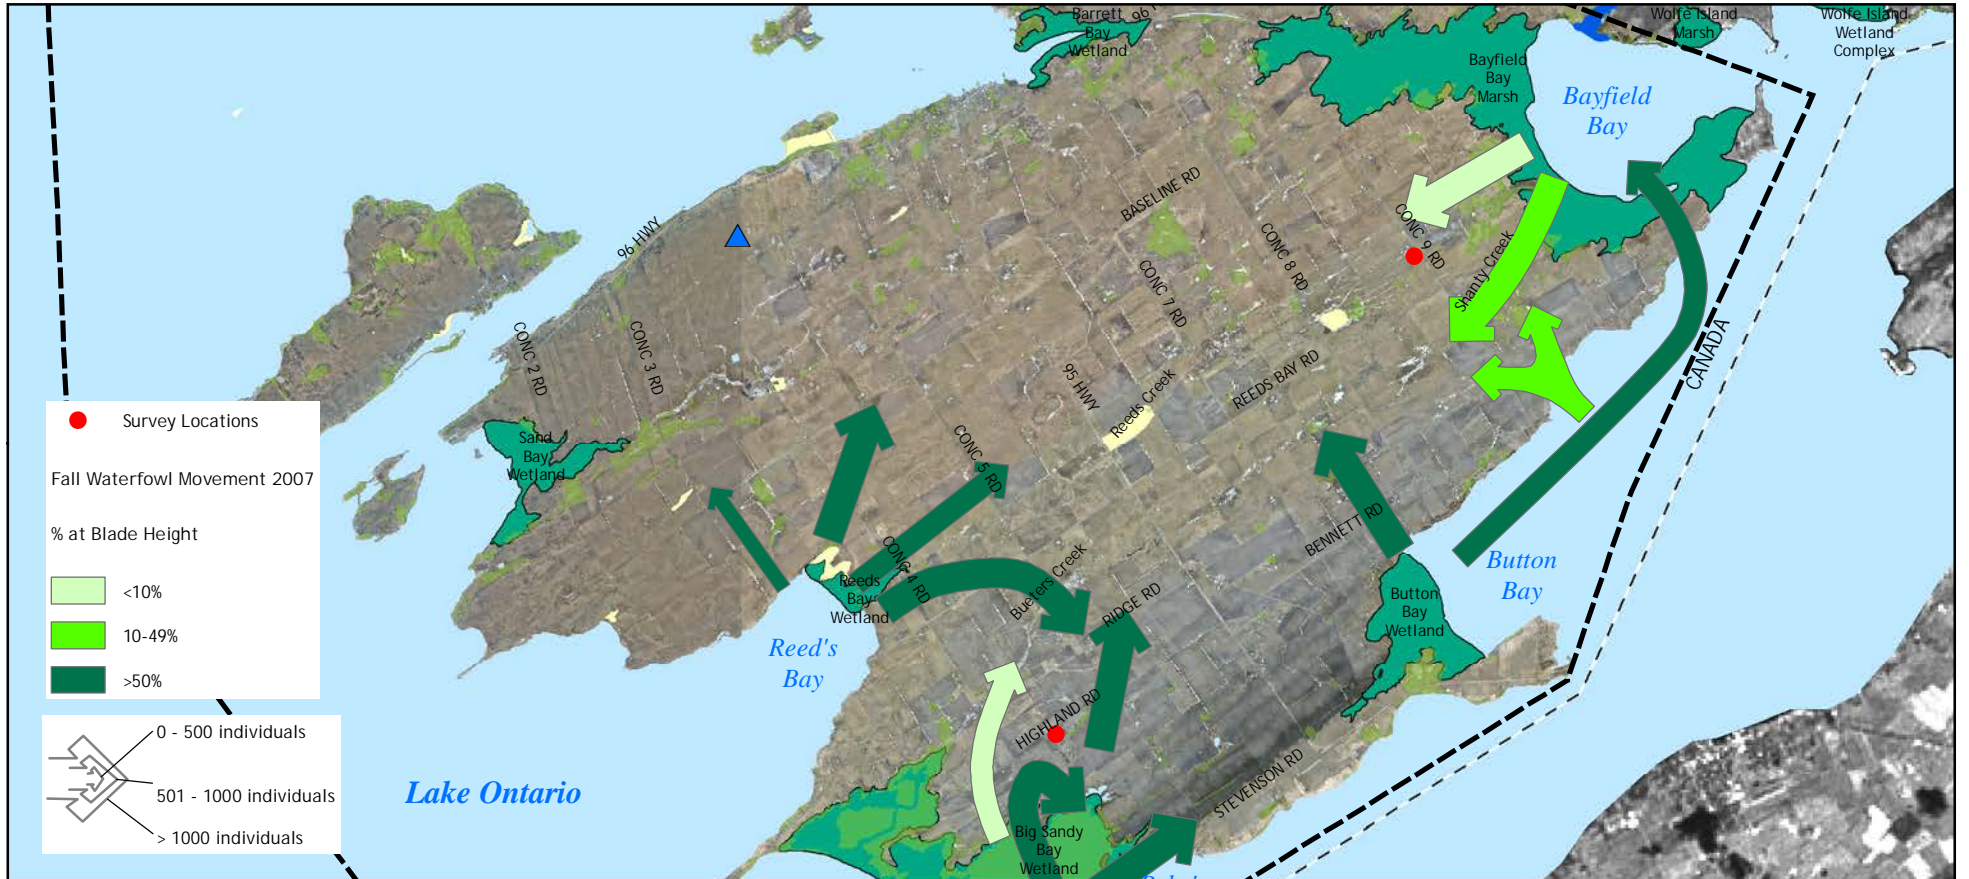 Barrett
Bay
Wetland
96
Wolfe Island
Marsh
Wolfe Island
Wetland
Complex
Bayfield
Bay
Marsh
Bayfield
Bay
BASELINE RD
96 HWY
CONC 9 RD
CONC 8 RD
Shanty Creek
CONC 7 RD
CONC 2 RD
CONC 3 RD
CANADA
95 HWY
REEDS BAY RD
Reeds Creek
Sand
Bay
Wetland
CONC 5 RD
BENNETT RD
CONC 4 RD
Bueters Creek
Button
Bay
Reeds
Bay
Wetland
RIDGE RD
Button
Bay
Wetland
Reed's
Bay
HIGHLAND RD
STEVENSON RD
Lake Ontario
Big Sandy
Bay
Wetland
Survey Locations
Fall Waterfowl Movement 2007
% at Blade Height
<10%
10-49%
>50%
0 - 500 individuals
501 - 1000 individuals
> 1000 individuals